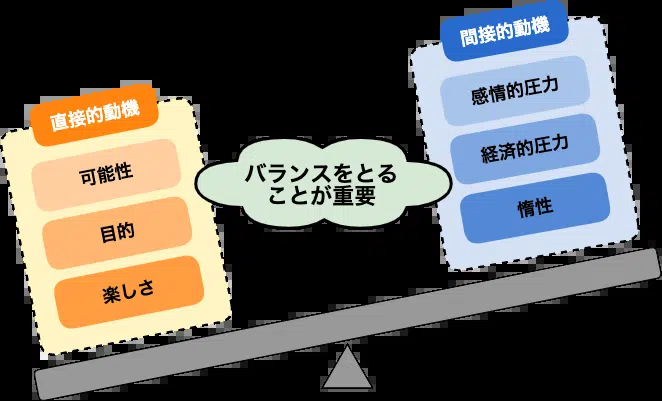 直接的動機
可能性
目的
楽しさ
バランスをとる
ことが重要
間接的動機
感情的圧力
経済的圧力
惰性